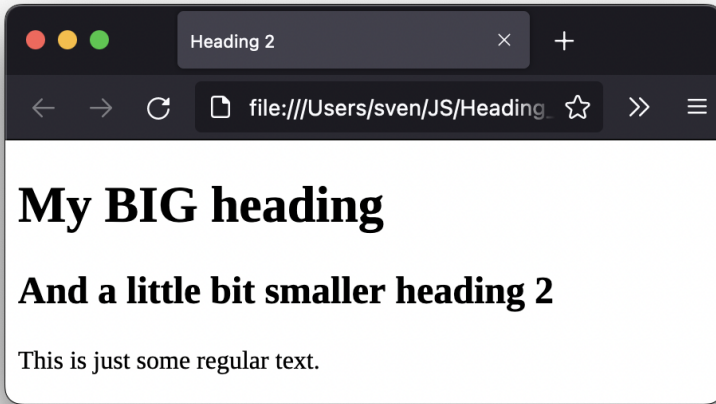 Heading 2
file:///Users/sven/JS/Heading_
My BIG heading
And a little bit smaller heading 2
This is just some regular text.